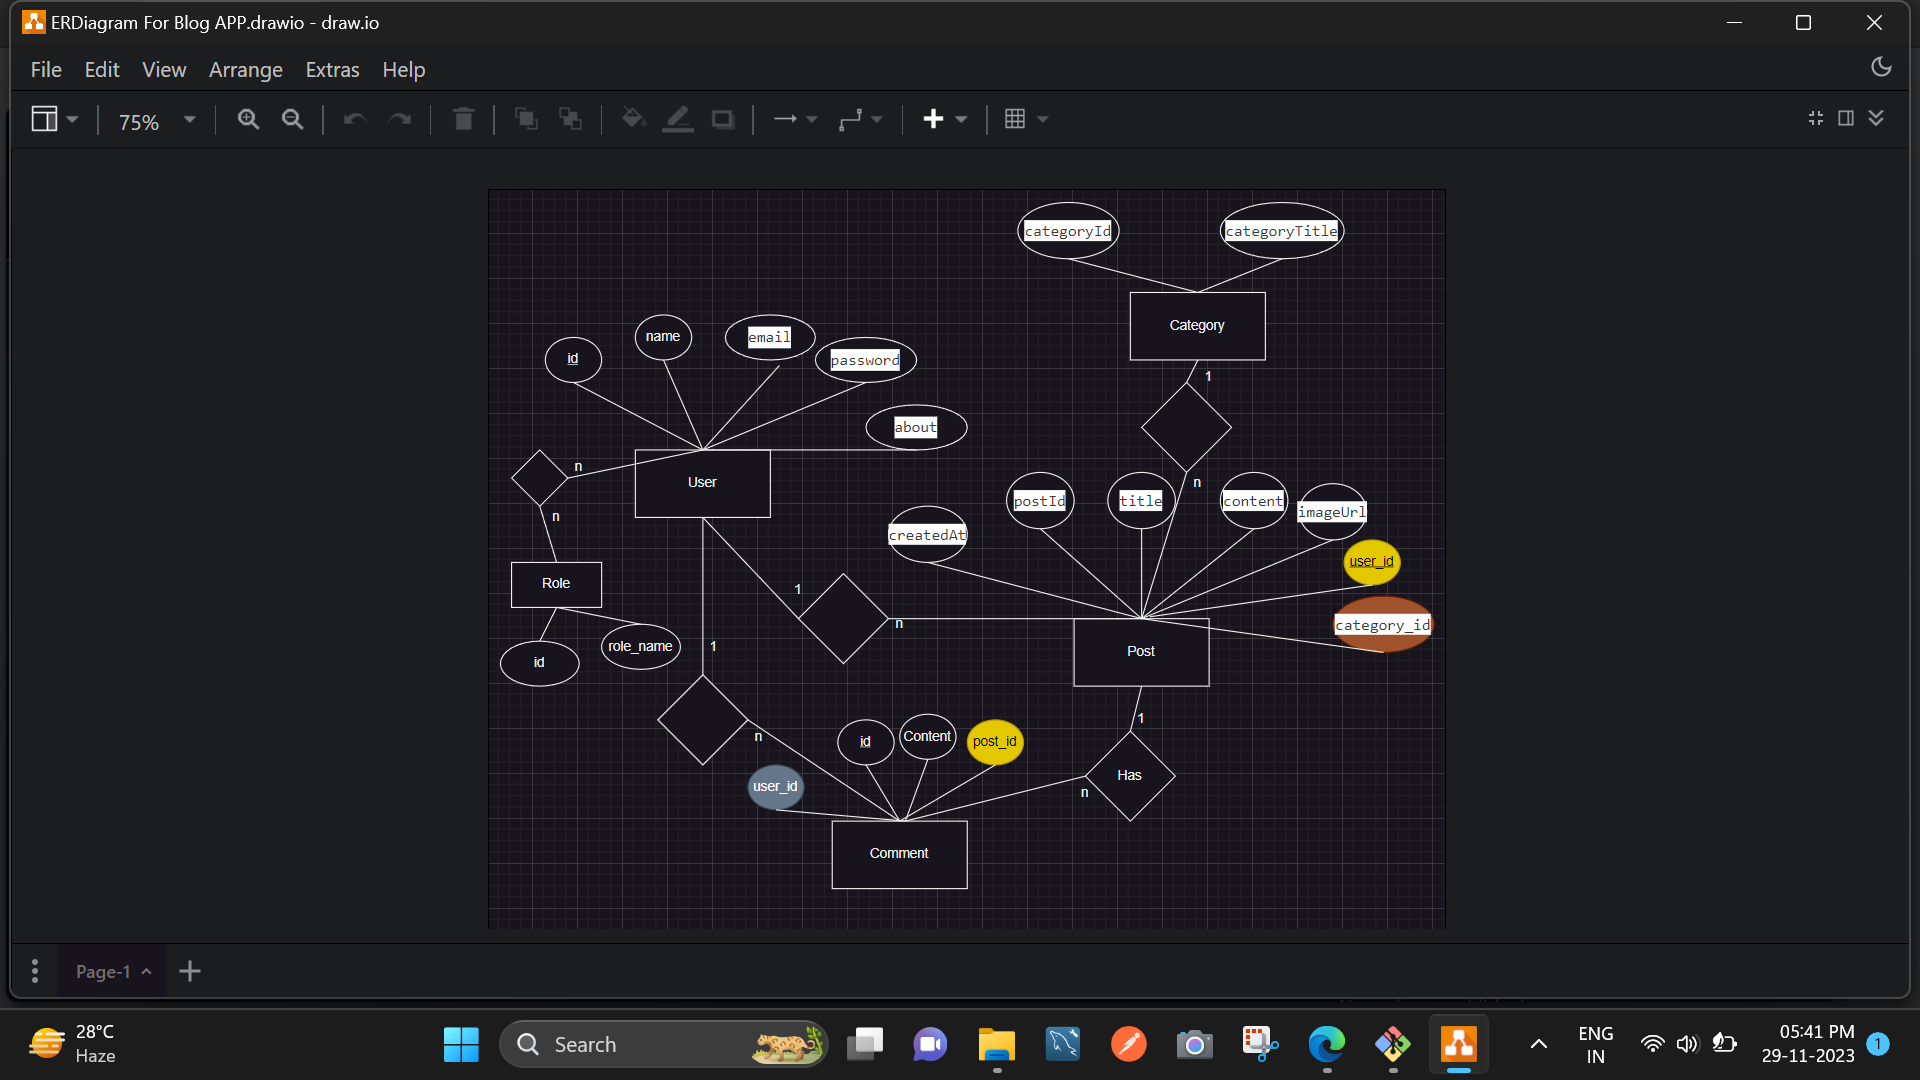 ERDiagram For Blog APP.drawio - draw.io
File Edit View Arrange Extras Help
75%
categoryId categoryTitle
Category
name email
id password
1
about
n User
n
n
postId title content imageUrl
createdAt
user_id
Role
1
n
category_id
role_name 1 Post
id
1
n id Content post_id
user_id Has
n
Comment
Page-1
28°C
Haze
Search
ENG
IN
05:41 PM
29-11-2023
1